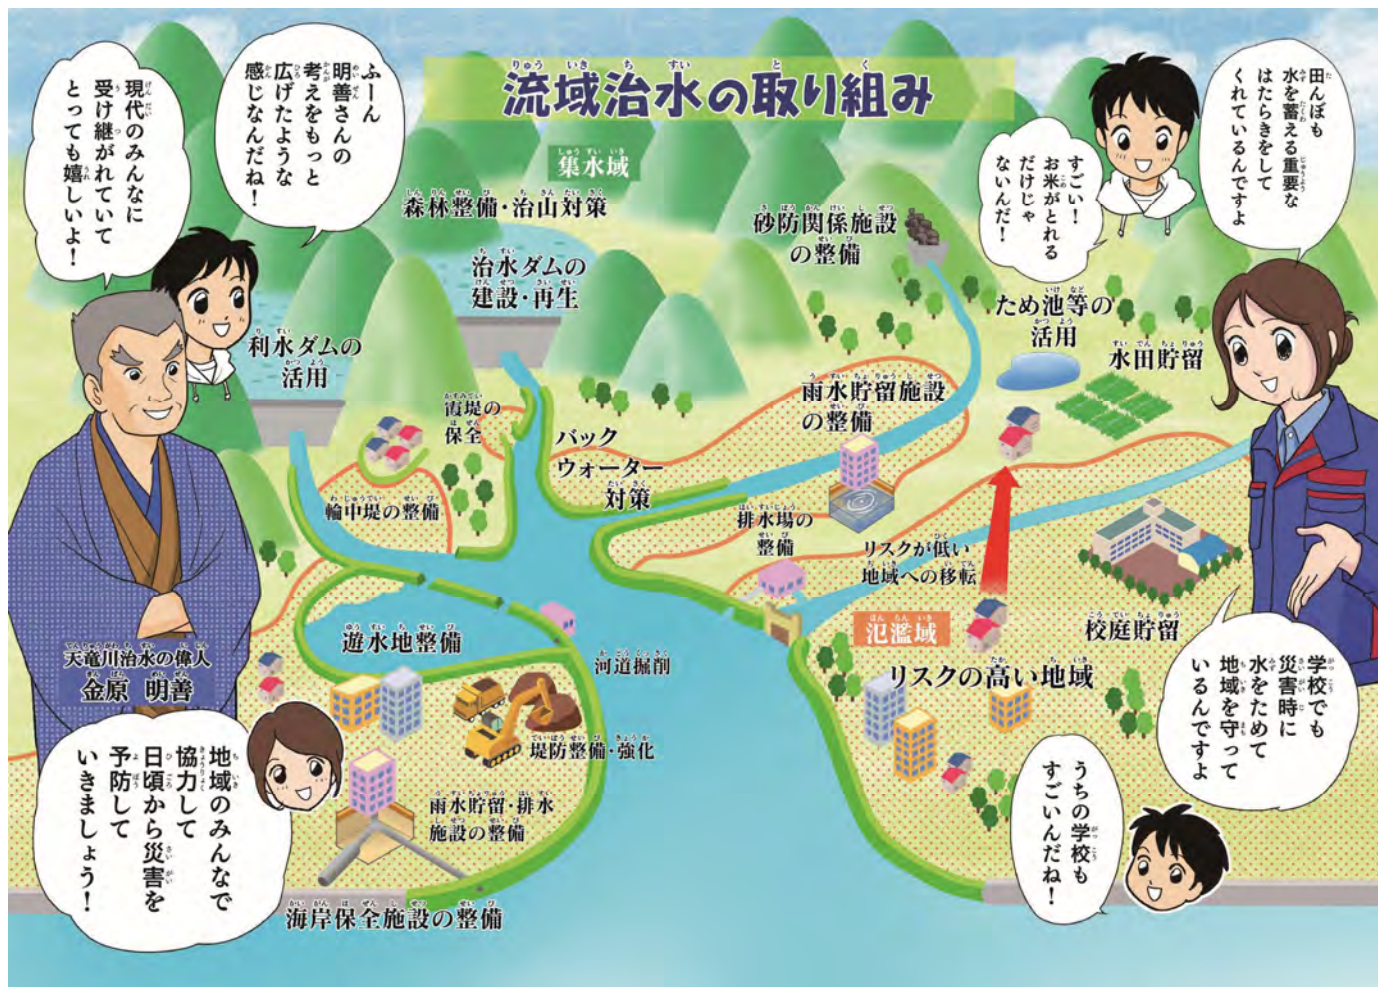 流域治水の取り組み
現代のみんなに
受け継がれていて
とっても嬉しいよ！
ふーん
明善さんの
考えをもっと
広げたような
感じなんだね！
田んぼも
水を蓄える重要な
はたらきをして
くれているんですよ
すごい！
お米がとれる
だけじゃ
ないんだ！
集水域
森林整備・治山対策
治水ダムの
建設・再生
砂防関係施設
の整備
利水ダムの
活用
ため池等の
活用
水田貯留
霞堤の
保全
バック
ウォーター
対策
雨水貯留施設
の整備
輪中堤の整備
排水場の
整備
リスクが低い
地域への移転
氾濫域
リスクの高い地域
校庭貯留
遊水地整備
河道掘削
天竜川治水の偉人
金原 明善
堤防整備・強化
雨水貯留・排水
施設の整備
海岸保全施設の整備
地域のみんなで
協力して
日頃から災害を
予防して
いきましょう！
学校でも
災害時に
水をためて
地域を守って
いるんですよ
うちの学校も
すごいんだね！